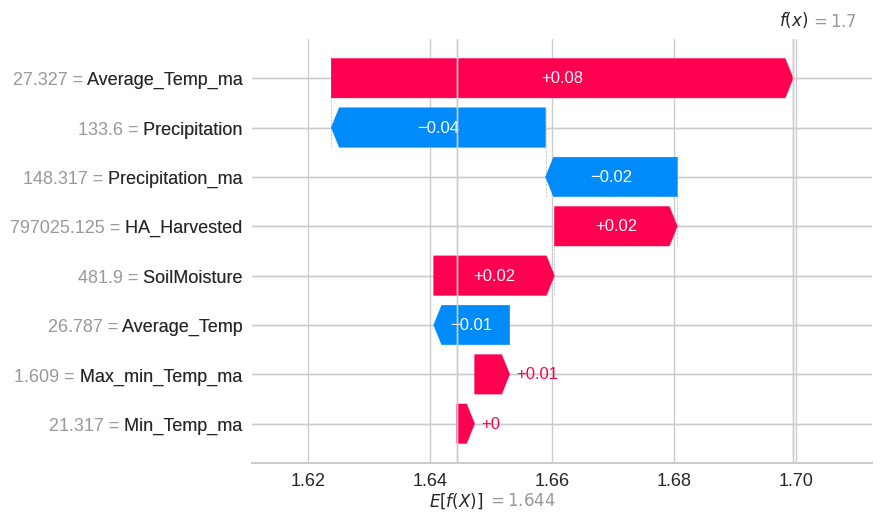 f(x) = 1.7
27.327 = Average_Temp_ma +0.08
133.6 = Precipitation −0.04
148.317 = Precipitation_ma −0.02
797025.125 = HA_Harvested +0.02
481.9 = SoilMoisture +0.02
26.787 = Average_Temp −0.01
1.609 = Max_min_Temp_ma +0.01
21.317 = Min_Temp_ma +0
1.62 1.64 1.66 1.68 1.70
E[f(X)] = 1.644